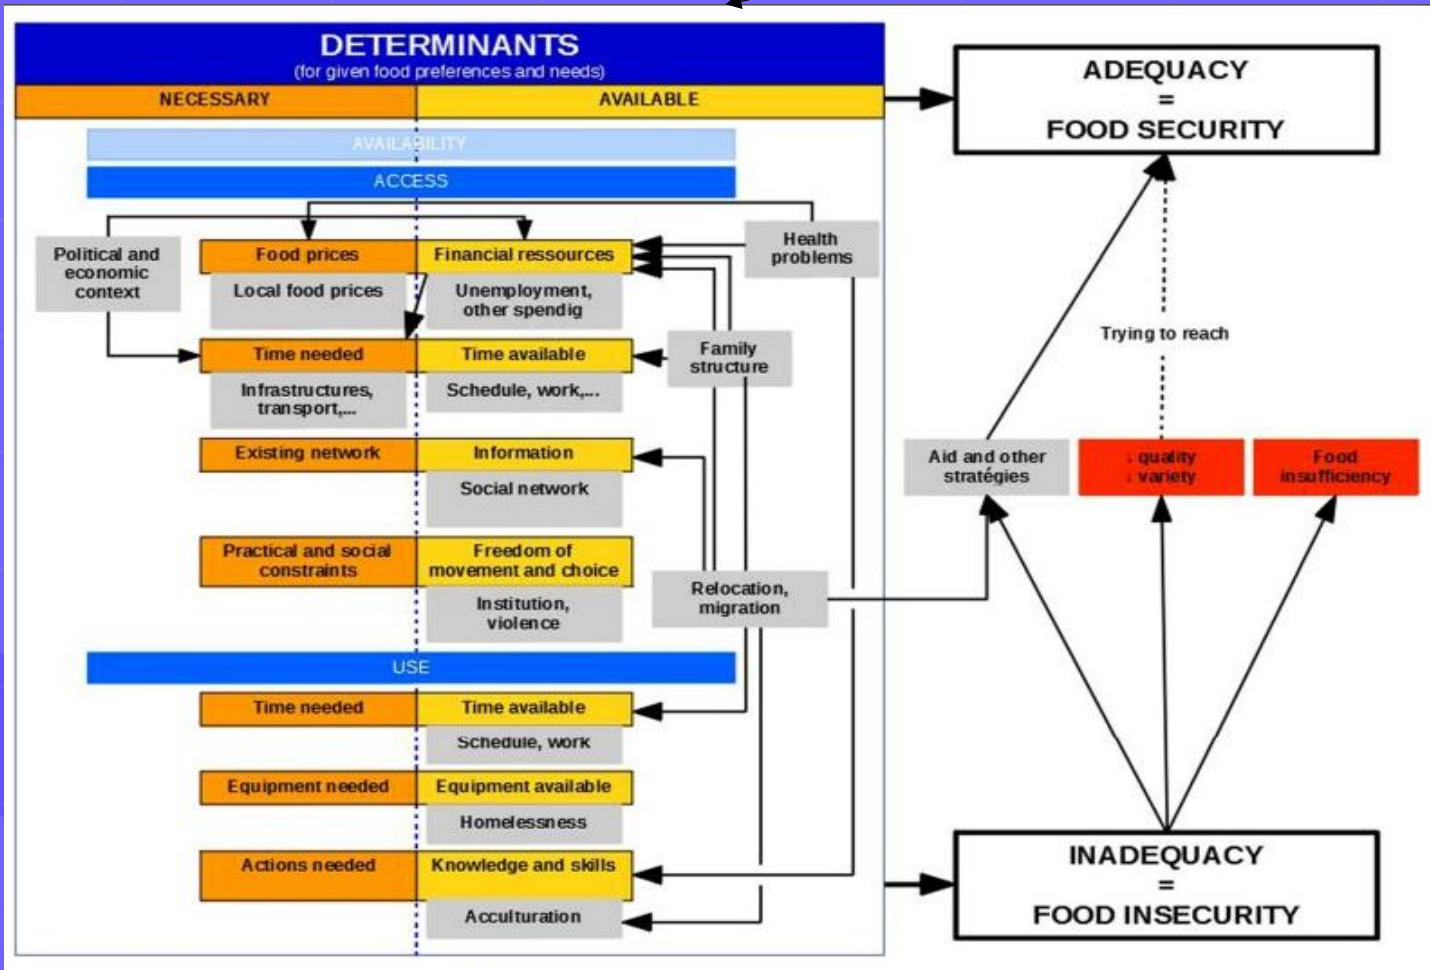 DETERMINANTS
(for given food preferences and needs)
NECESSARY
AVAILABLE
AVAILABILITY
ACCESS
Political and
economic
context
Food prices
Local food prices
Financial ressources
Unemployment,
other spendig
Health
problems
Time needed
Infrastructures,
transport,...
Time available
Schedule, work,...
Family
structure
Existing network
Information
Social network
Practical and social
constraints
Freedom of
movement and choice
Institution,
violence
Relocation,
migration
USE
Time needed
Time available
Schedule, work
Equipment needed
Equipment available
Homelessness
Actions needed
Knowledge and skills
Acculturation
ADEQUACY
=
FOOD SECURITY
Trying to reach
Aid and other
stratégies
↓ quality
↓ variety
Food
insufficiency
INADEQUACY
=
FOOD INSECURITY